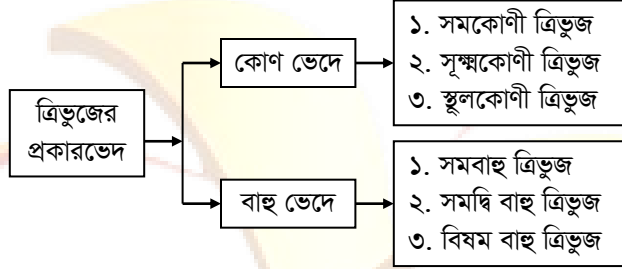 ত্রিভুজের
প্রকারভেদ
কোণ ভেদে
১. সমকোণী ত্রিভুজ
২. সূক্ষ্মকোণী ত্রিভুজ
৩. স্থূলকোণী ত্রিভুজ
বাহু ভেদে
১. সমবাহু ত্রিভুজ
২. সমদ্বি বাহু ত্রিভুজ
৩. বিষম বাহু ত্রিভুজ